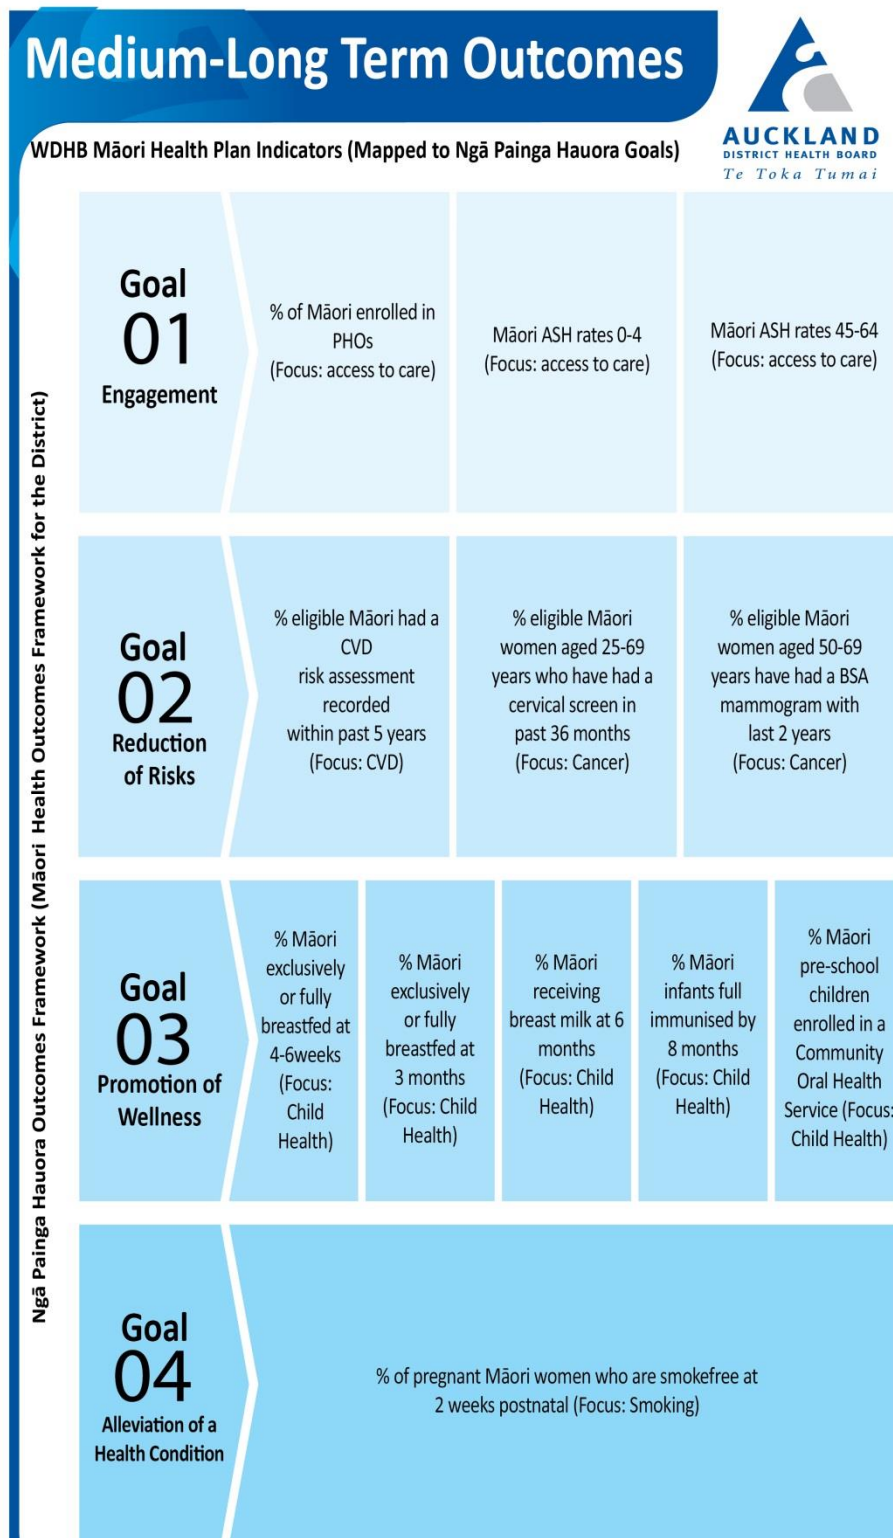 Medium-Long Term Outcomes
AUCKLAND
DISTRICT HEALTH BOARD
Te Toka Tumai
WDHB Māori Health Plan Indicators (Mapped to Ngā Painga Hauora Goals)
Ngā Painga Hauora Outcomes Framework (Māori Health Outcomes Framework for the District)
Goal
01
Engagement
% of Māori enrolled in
PHOs
(Focus: access to care)
Māori ASH rates 0-4
(Focus: access to care)
Māori ASH rates 45-64
(Focus: access to care)
Goal
02
Reduction
of Risks
% eligible Māori had a
CVD
risk assessment
recorded
within past 5 years
(Focus: CVD)
% eligible Māori
women aged 25-69
years who have had a
cervical screen in
past 36 months
(Focus: Cancer)
% eligible Māori
women aged 50-69
years have had a BSA
mammogram with
last 2 years
(Focus: Cancer)
Goal
03
Promotion of
Wellness
% Māori
exclusively
or fully
breastfed at
4-6weeks
(Focus:
Child
Health)
% Māori
exclusively
or fully
breastfed at
3 months
(Focus: Child
Health)
% Māori
receiving
breast milk at 6
months
(Focus: Child
Health)
% Māori
infants full
immunised by
8 months
(Focus: Child
Health)
% Māori
pre-school
children
enrolled in a
Community
Oral Health
Service (Focus:
Child Health)
Goal
04
Alleviation of a
Health Condition
% of pregnant Māori women who are smokefree at
2 weeks postnatal (Focus: Smoking)